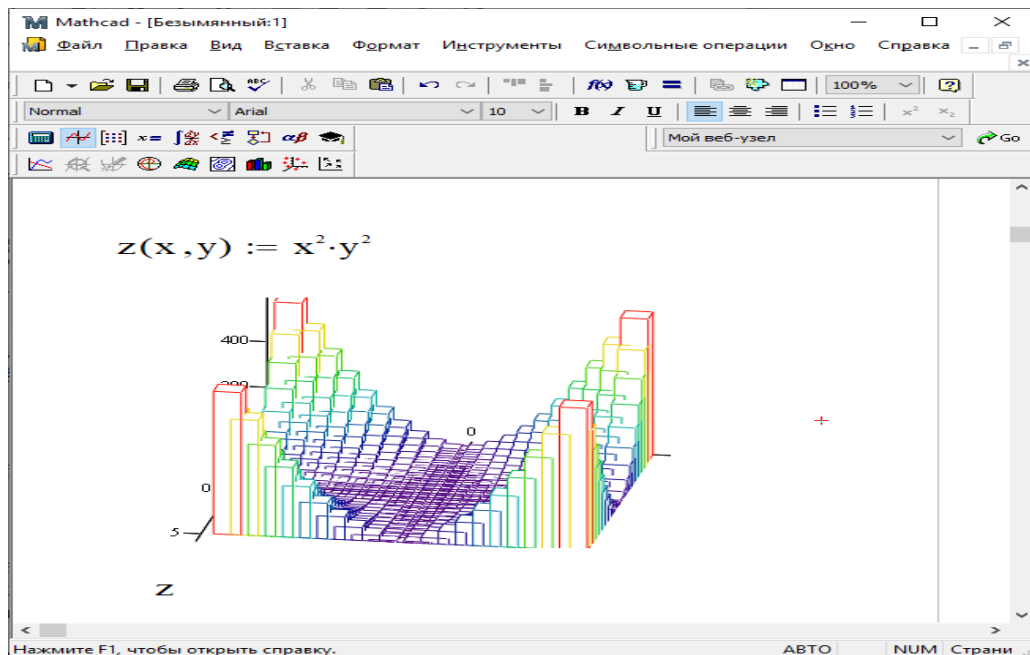 Mathcad - [Безымянный:1]
Файл Правка Вид Вставка Формат Инструменты Символьные операции Окно Справка
100%
Normal Arial 10 B I U
Мой веб-узел Go
z(x,y) := x²·y²
400
200
0
0
5
z
Нажмите F1, чтобы открыть справку. АВТО NUM Страни